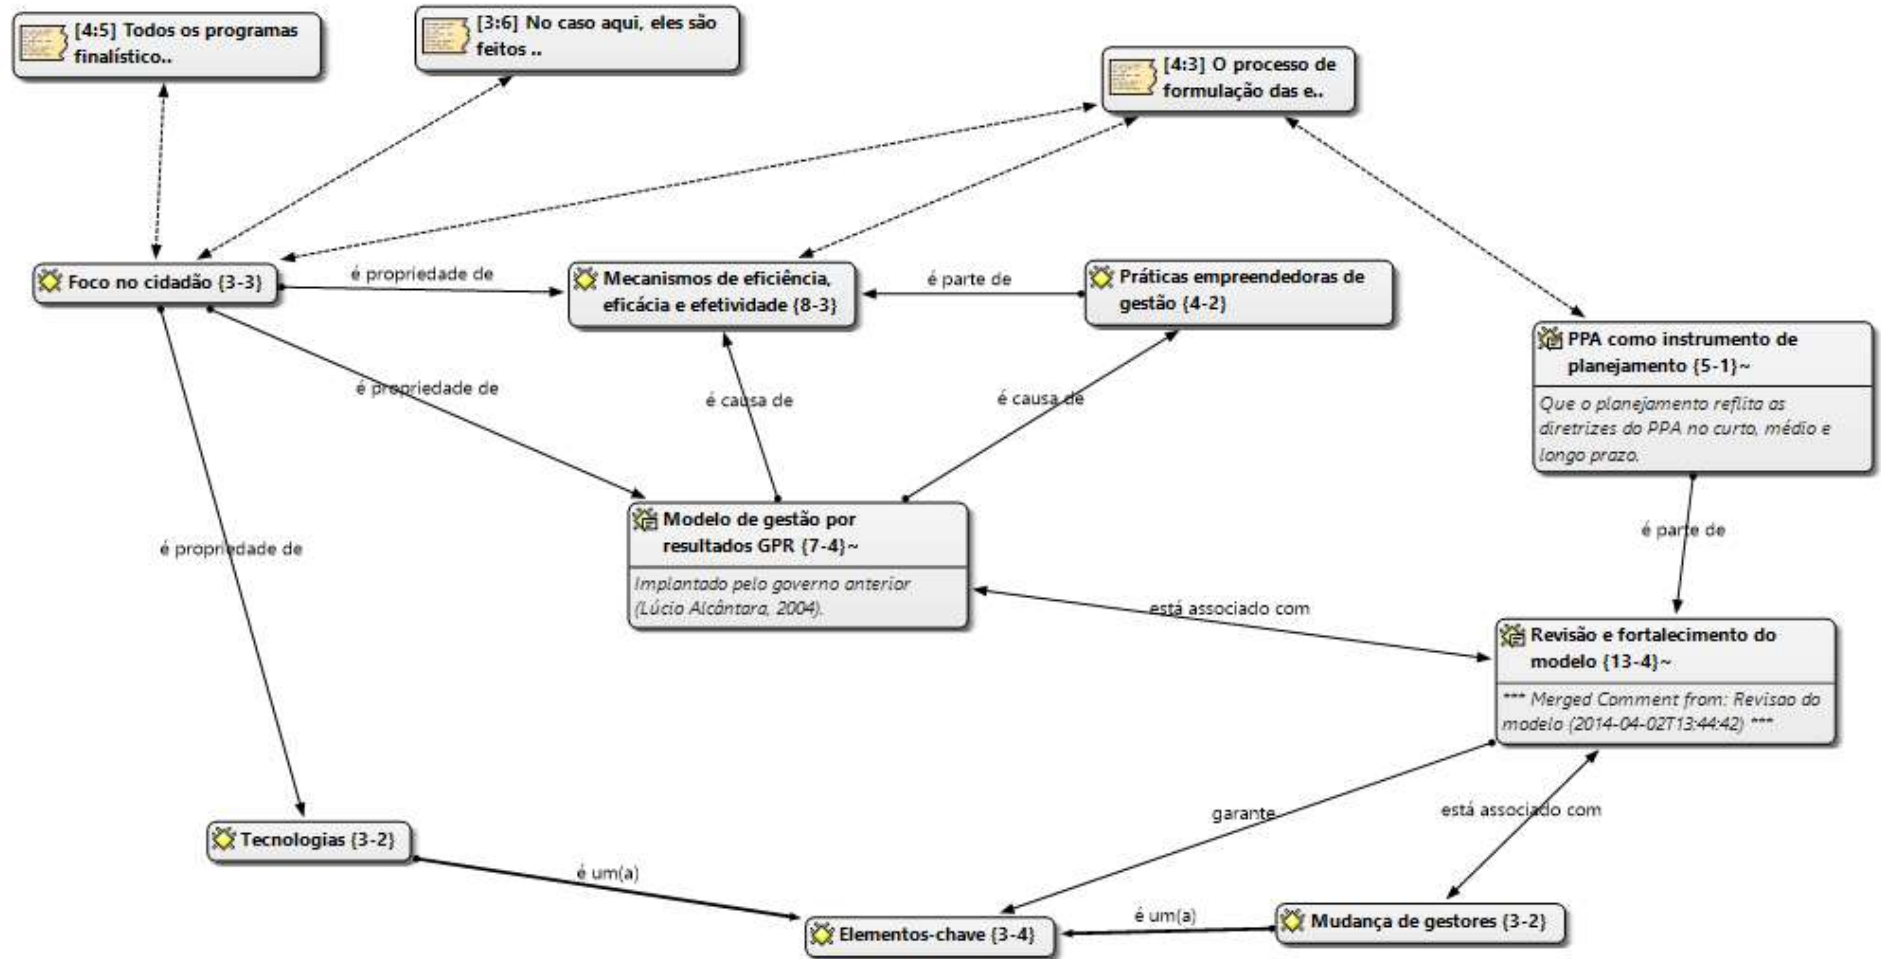 [4:5] Todos os programas
finalístico..
[3:6] No caso aqui, eles são
feitos ..
[4:3] O processo de
formulação das e..
Foco no cidadão {3-3}
é propriedade de
Mecanismos de eficiência,
eficácia e efetividade {8-3}
é parte de
Práticas empreendedoras de
gestão {4-2}
PPA como instrumento de
planejamento {5-1}~
Que o planejamento reflita as
diretrizes do PPA no curto, médio e
longo prazo.
é propriedade de
é causa de
é causa de
é propriedade de
Modelo de gestão por
resultados GPR {7-4}~
Implantado pelo governo anterior
(Lúcio Alcântara, 2004).
é parte de
está associado com
Revisão e fortalecimento do
modelo {13-4}~
*** Merged Comment from: Revisao do
modelo (2014-04-02T13:44:42) ***
garante
está associado com
Tecnologias {3-2}
é um(a)
Elementos-chave {3-4}
é um(a)
Mudança de gestores {3-2}